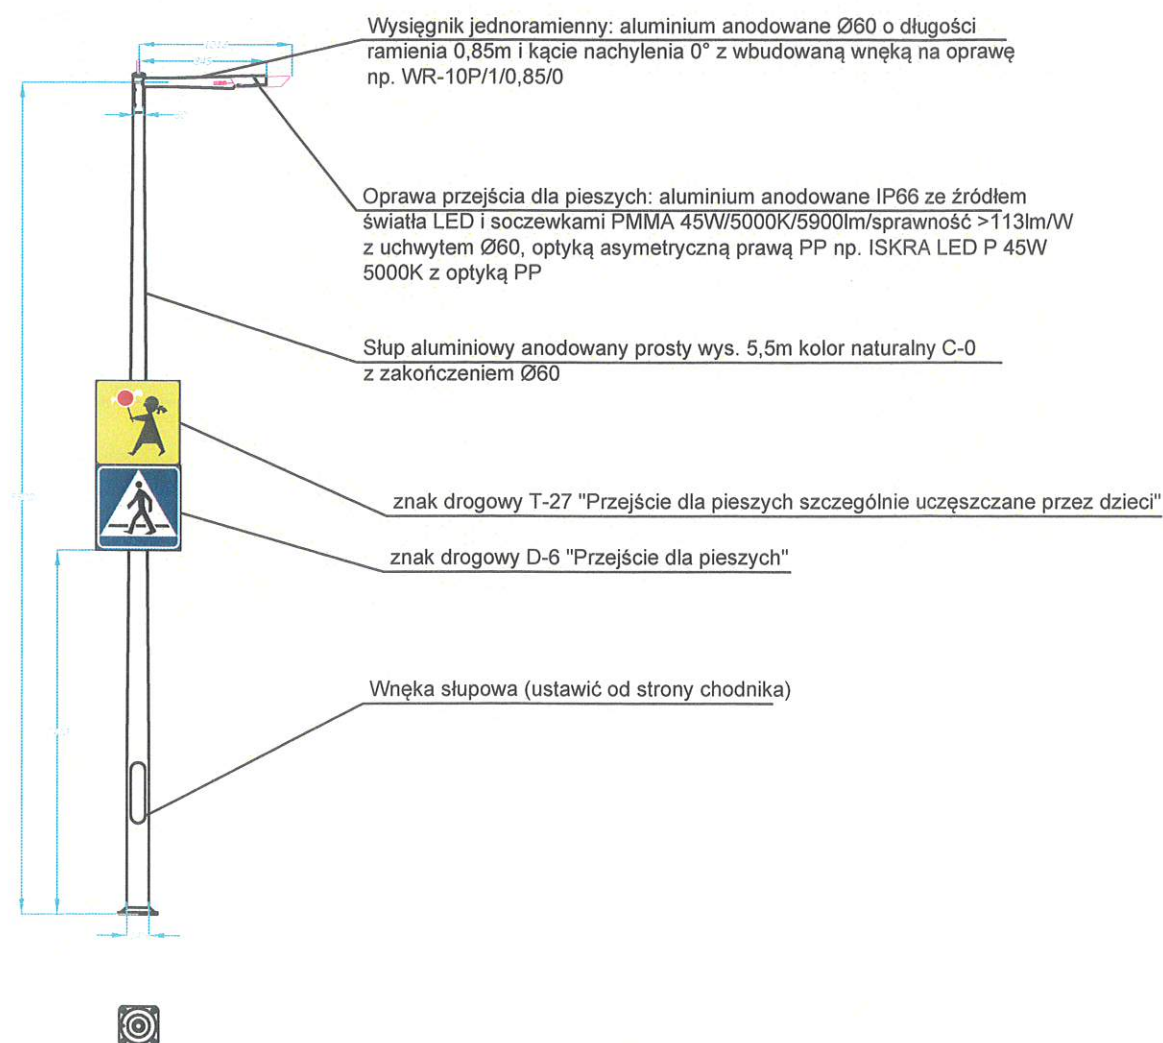 Wysięgnik jednoramienny: aluminium anodowane Ø60 o długości
ramienia 0,85m i kącie nachylenia 0° z wbudowaną wnęką na oprawę
np. WR-10P/1/0,85/0
Oprawa przejścia dla pieszych: aluminium anodowane IP66 ze źródłem
światła LED i soczewkami PMMA 45W/5000K/5900lm/sprawność >113lm/W
z uchwytem Ø60, optyką asymetryczną prawą PP np. ISKRA LED P 45W
5000K z optyką PP
Słup aluminiowy anodowany prosty wys. 5,5m kolor naturalny C-0
z zakończeniem Ø60
znak drogowy T-27 "Przejście dla pieszych szczególnie uczęszczane przez dzieci"
znak drogowy D-6 "Przejście dla pieszych"
Wnęka słupowa (ustawić od strony chodnika)